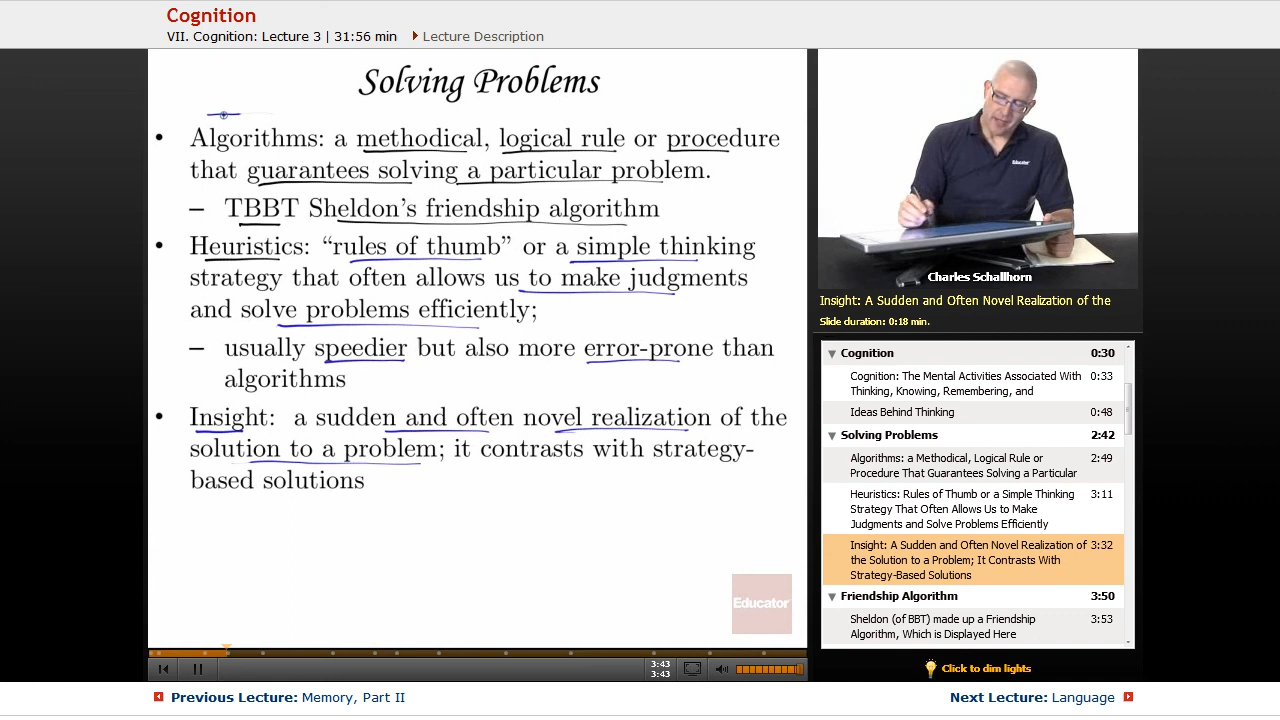 Cognition
VII. Cognition: Lecture 3 | 31:56 min
Lecture Description
Solving Problems
• Algorithms: a methodical, logical rule or procedure
that guarantees solving a particular problem.
– TBBT Sheldon's friendship algorithm
• Heuristics: “rules of thumb” or a simple thinking
strategy that often allows us to make judgments
and solve problems efficiently;
– usually speedier but also more error-prone than
algorithms
• Insight: a sudden and often novel realization of the
solution to a problem; it contrasts with strategy-
based solutions
Educator
3:43
3:43
Educator
Charles Schallhorn
Insight: A Sudden and Often Novel Realization of the
Slide duration: 0:18 min.
Cognition 0:30
Cognition: The Mental Activities Associated With 0:33
Thinking, Knowing, Remembering, and
Ideas Behind Thinking 0:48
Solving Problems 2:42
Algorithms: a Methodical, Logical Rule or 2:49
Procedure That Guarantees Solving a Particular
Heuristics: Rules of Thumb or a Simple Thinking 3:11
Strategy That Often Allows Us to Make
Judgments and Solve Problems Efficiently
Insight: A Sudden and Often Novel Realization of 3:32
the Solution to a Problem; It Contrasts With
Strategy-Based Solutions
Friendship Algorithm 3:50
Sheldon (of BBT) made up a Friendship 3:53
Algorithm, Which is Displayed Here
Click to dim lights
Previous Lecture: Memory, Part II
Next Lecture: Language